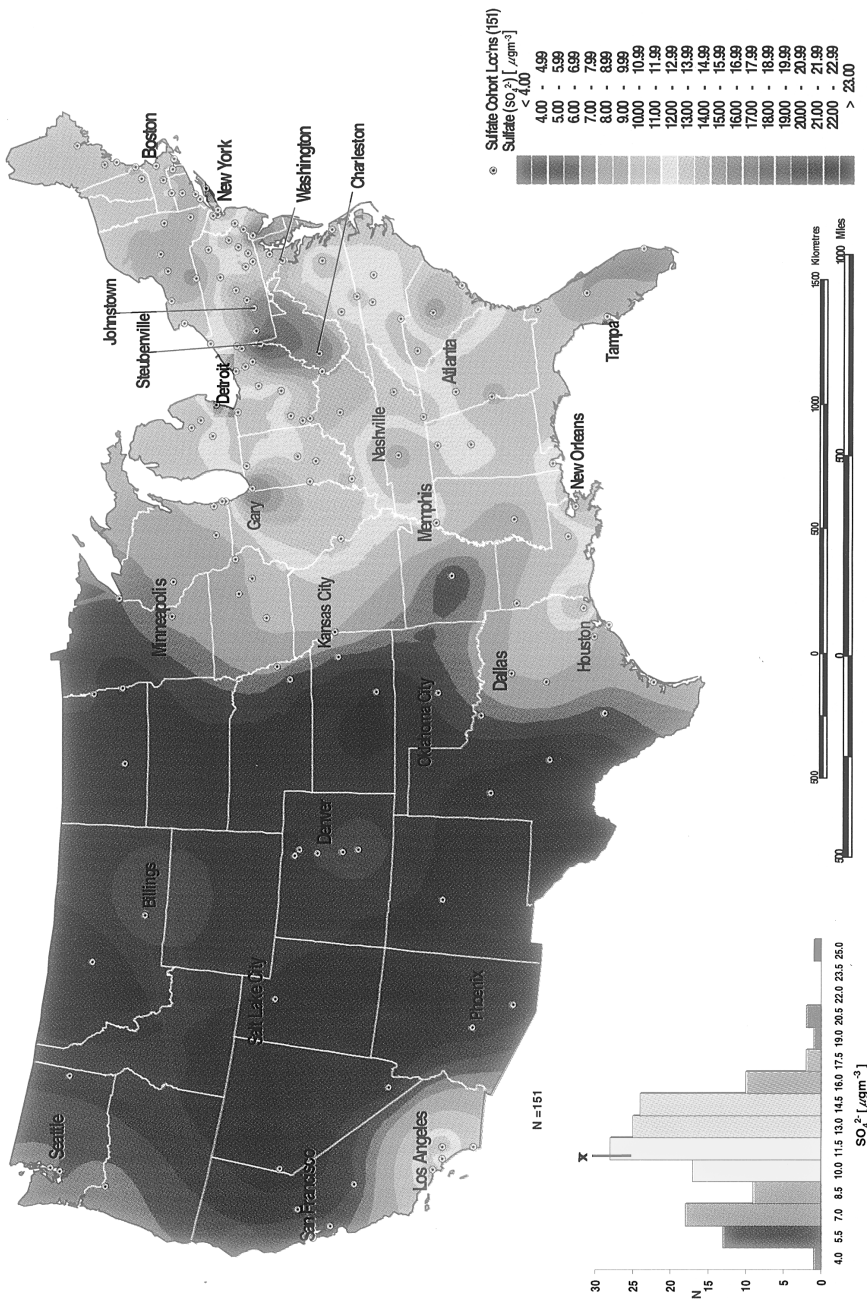 Seattle
San Francisco
Los Angeles
Billings
Salt Lake City
Phoenix
Denver
Minneapolis
Kansas City
Oklahoma City
Dallas
Houston
Gary
Detroit
Steubenville
Johnstown
Nashville
Memphis
Atlanta
New Orleans
Tampa
Boston
New York
Washington
Charleston
N =151
Sulfate Cohort Loc'ns (151)
Sulfate (SO₄²⁻) [ μgm⁻³]
< 4.00
4.00 - 4.99
5.00 - 5.99
6.00 - 6.99
7.00 - 7.99
8.00 - 8.99
9.00 - 9.99
10.00 - 10.99
11.00 - 11.99
12.00 - 12.99
13.00 - 13.99
14.00 - 14.99
15.00 - 15.99
16.00 - 16.99
17.00 - 17.99
18.00 - 18.99
19.00 - 19.99
20.00 - 20.99
21.00 - 21.99
22.00 - 22.99
> 23.00
500 0 500 1000 1500 Kilometres
500 0 500 1000 Miles
x
30
25
20
N 15
10
5
0
4.0 5.5 7.0 8.5 10.0 11.5 13.0 14.5 16.0 17.5 19.0 20.5 22.0 23.5 25.0
SO₄²⁻ [μgm⁻³]